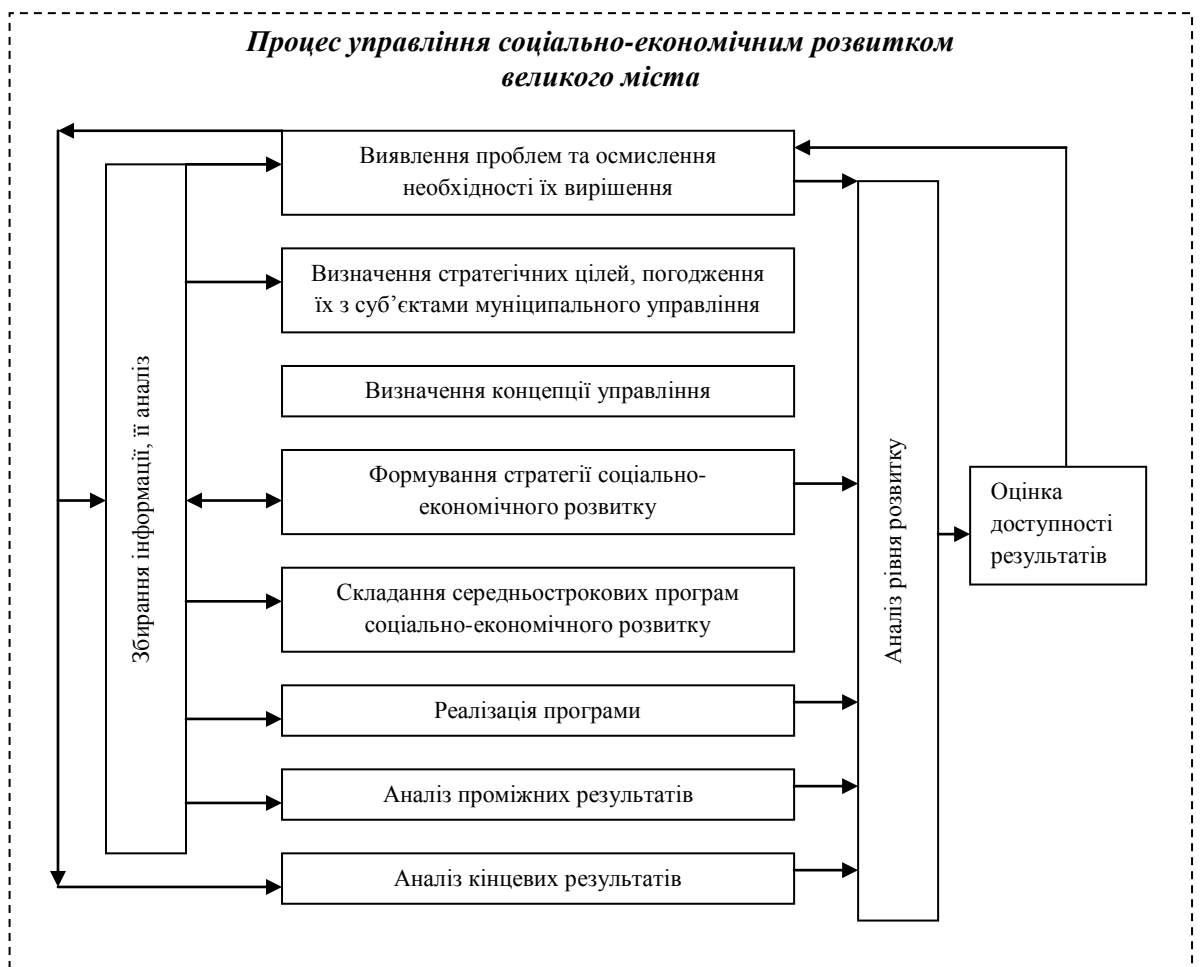 Процес управління соціально-економічним розвитком
великого міста
Виявлення проблем та осмислення
необхідності їх вирішення
Визначення стратегічних цілей, погодження
їх з суб’єктами муніципального управління
Визначення концепції управління
Формування стратегії соціально-
економічного розвитку
Складання середньострокових програм
соціально-економічного розвитку
Реалізація програми
Аналіз проміжних результатів
Аналіз кінцевих результатів
Збирання інформації, її аналіз
Аналіз рівня розвитку
Оцінка
доступності
результатів